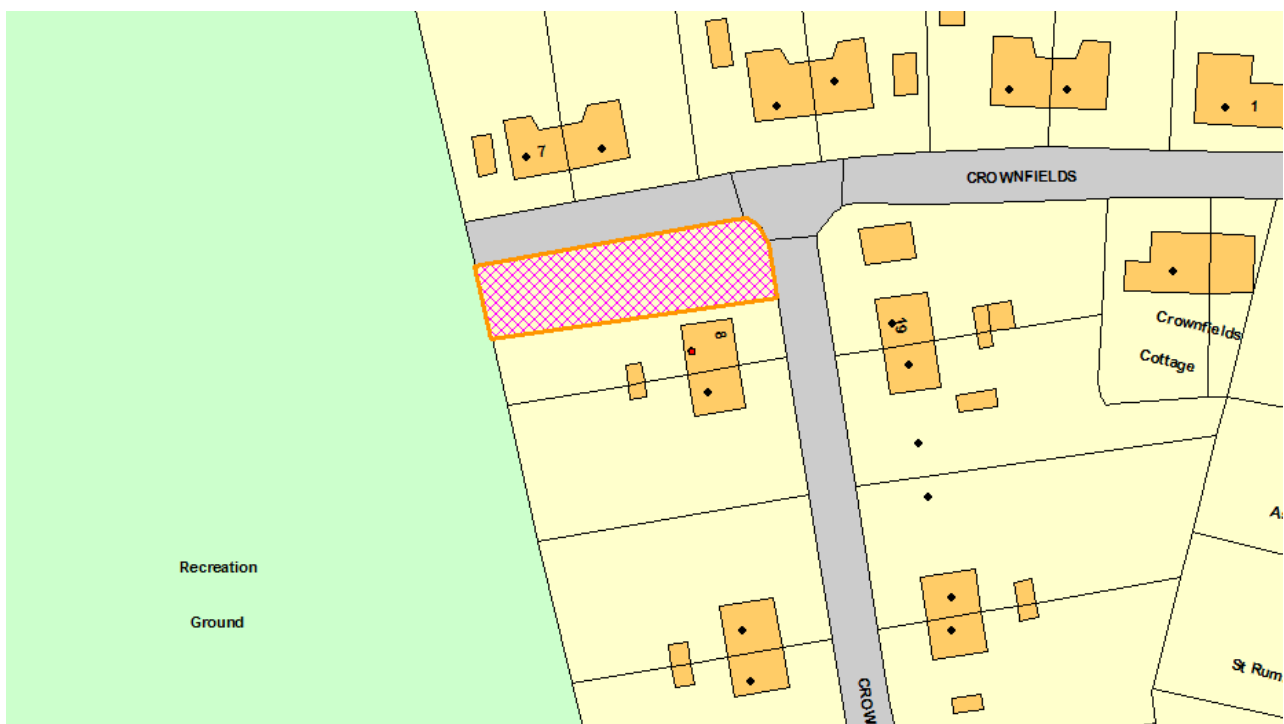 1
7
CROWNFIELDS
8
19
Crownfields
Cottage
A
Recreation
Ground
St Rum
CROW